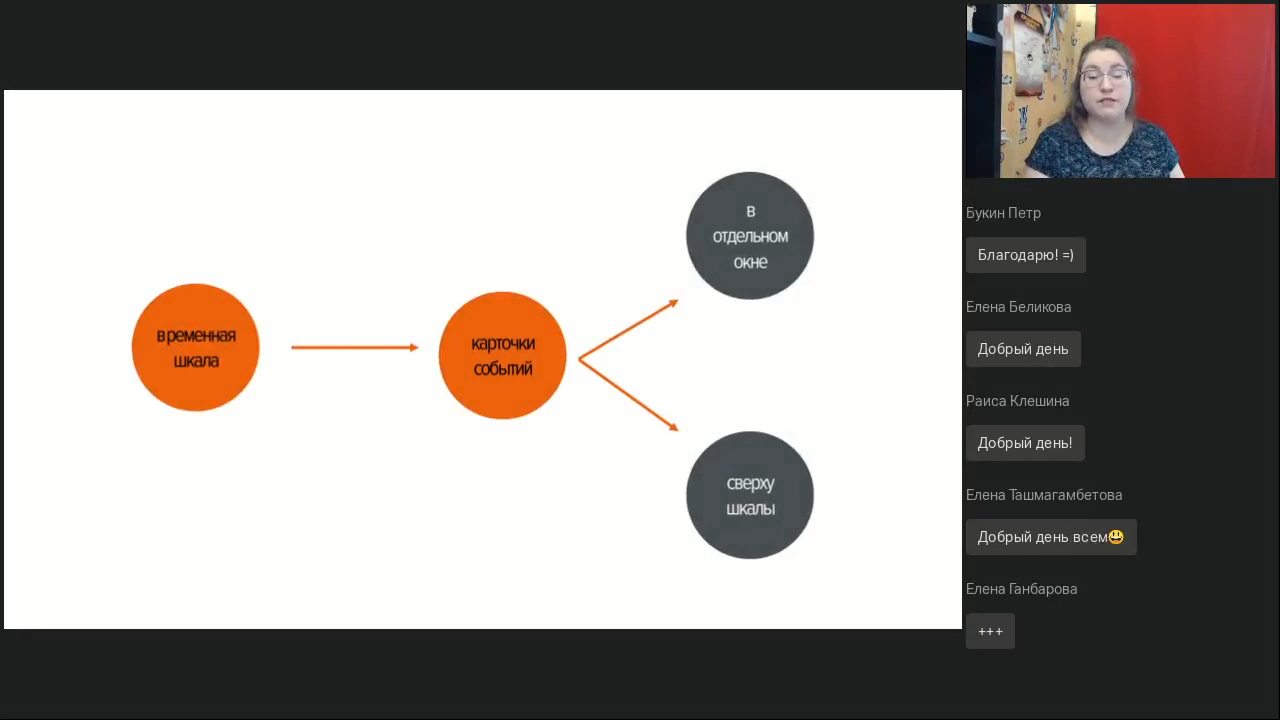 временная
шкала
карточки
событий
в
отдельном
окне
сверху
шкалы
Букин Петр
Благодарю! =)
Елена Беликова
Добрый день
Раиса Клешина
Добрый день!
Елена Ташмагамбетова
Добрый день всем😃
Елена Ганбарова
+++